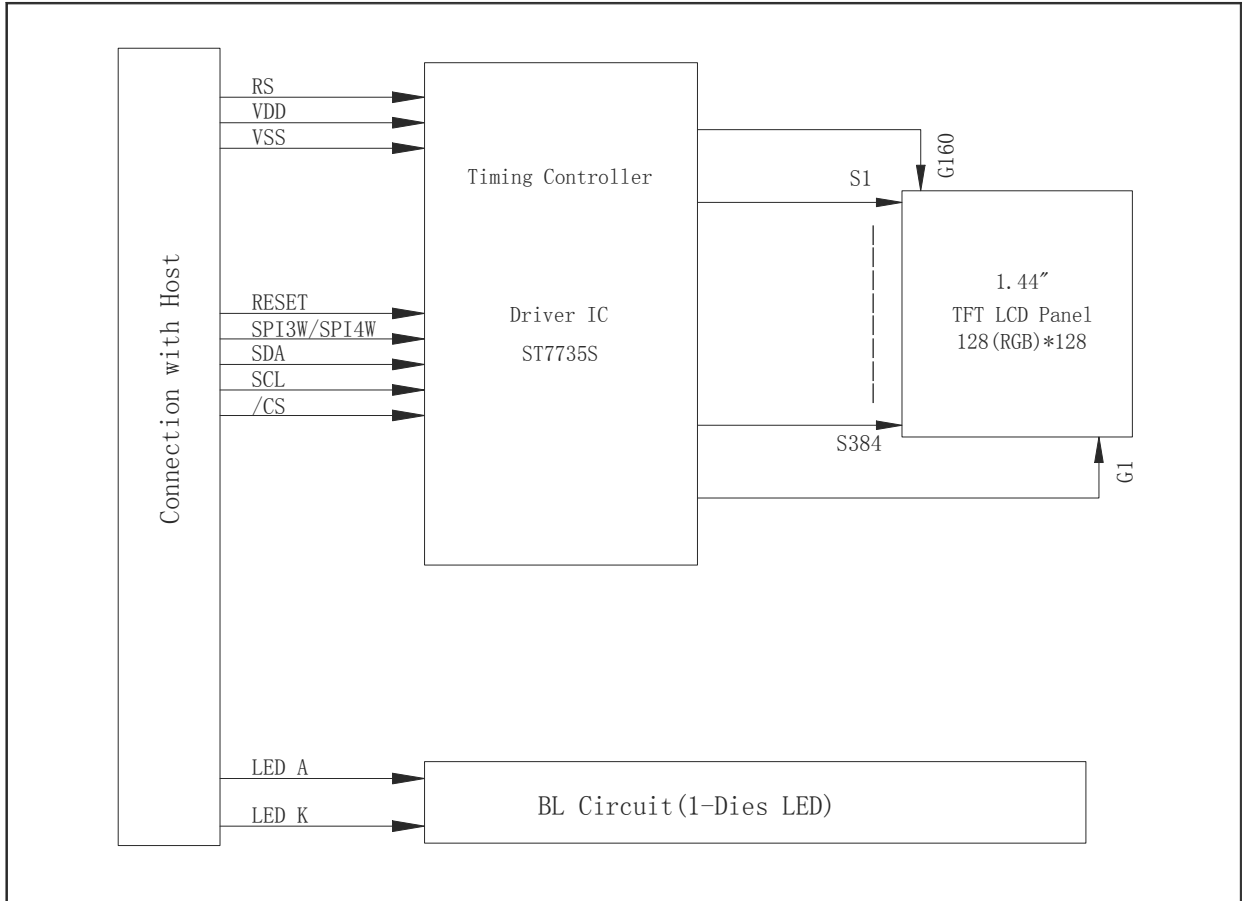 Connection with Host
RS
VDD
VSS
RESET
SPI3W/SPI4W
SDA
SCL
/CS
LED A
LED K
Timing Controller
Driver IC
ST7735S
G160
S1
S384
G1
1.44"
TFT LCD Panel
128(RGB)*128
BL Circuit(1-Dies LED)